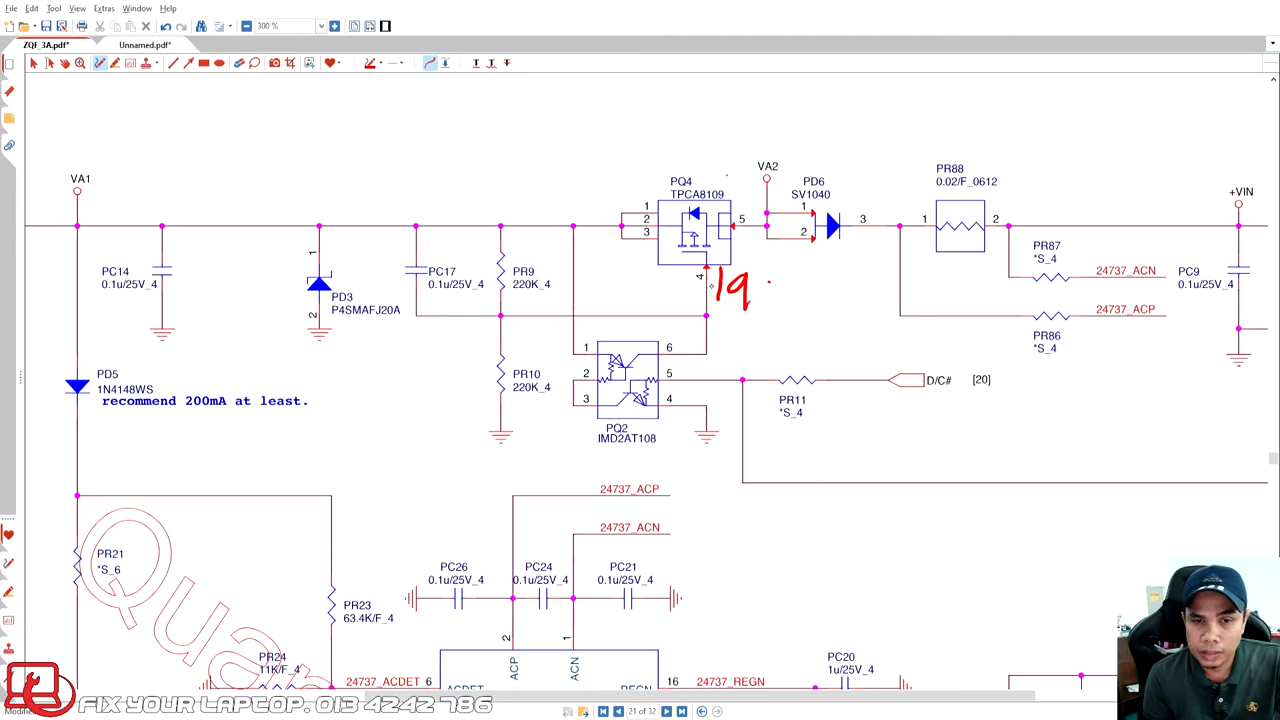 File Edit Tool View Extras Window Help
300 %
ZQF_3A.pdf* Unnamed.pdf*
VA1
PQ4
TPCA8109
VA2
PD6
SV1040
PR88
0.02/F_0612
+VIN
1
2
3
5
4
1
2
3
1 2
PC14
0.1u/25V_4
1
PD3
P4SMAFJ20A
2
PC17
0.1u/25V_4
PR9
220K_4
19
PR87
*S_4
24737_ACN
PC9
0.1u/25V_4
PR86
*S_4
24737_ACP
PD5
1N4148WS
recommend 200mA at least.
PR10
220K_4
1 6
2 5
3 4
PQ2
IMD2AT108
PR11
*S_4
D/C# [20]
24737_ACP
24737_ACN
PR21
*S_6
PC26
0.1u/25V_4
PC24
0.1u/25V_4
PC21
0.1u/25V_4
PR23
63.4K/F_4
2 1
ACP ACN
PR24
11K/F_4
24737_ACDET 6 ACDET
REGN 16 24737_REGN
PC20
1u/25V_4
Qua
FIX YOUR LAPTOP. 013 4242 786
21 of 32